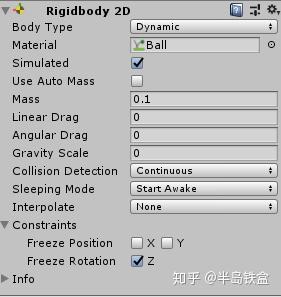 Rigidbody 2D
Body Type Dynamic
Material Ball
Simulated
Use Auto Mass
Mass 0.1
Linear Drag 0
Angular Drag 0
Gravity Scale 0
Collision Detection Continuous
Sleeping Mode Start Awake
Interpolate None
Constraints
Freeze Position X Y
Freeze Rotation Z
Info
知乎 @半岛铁盒